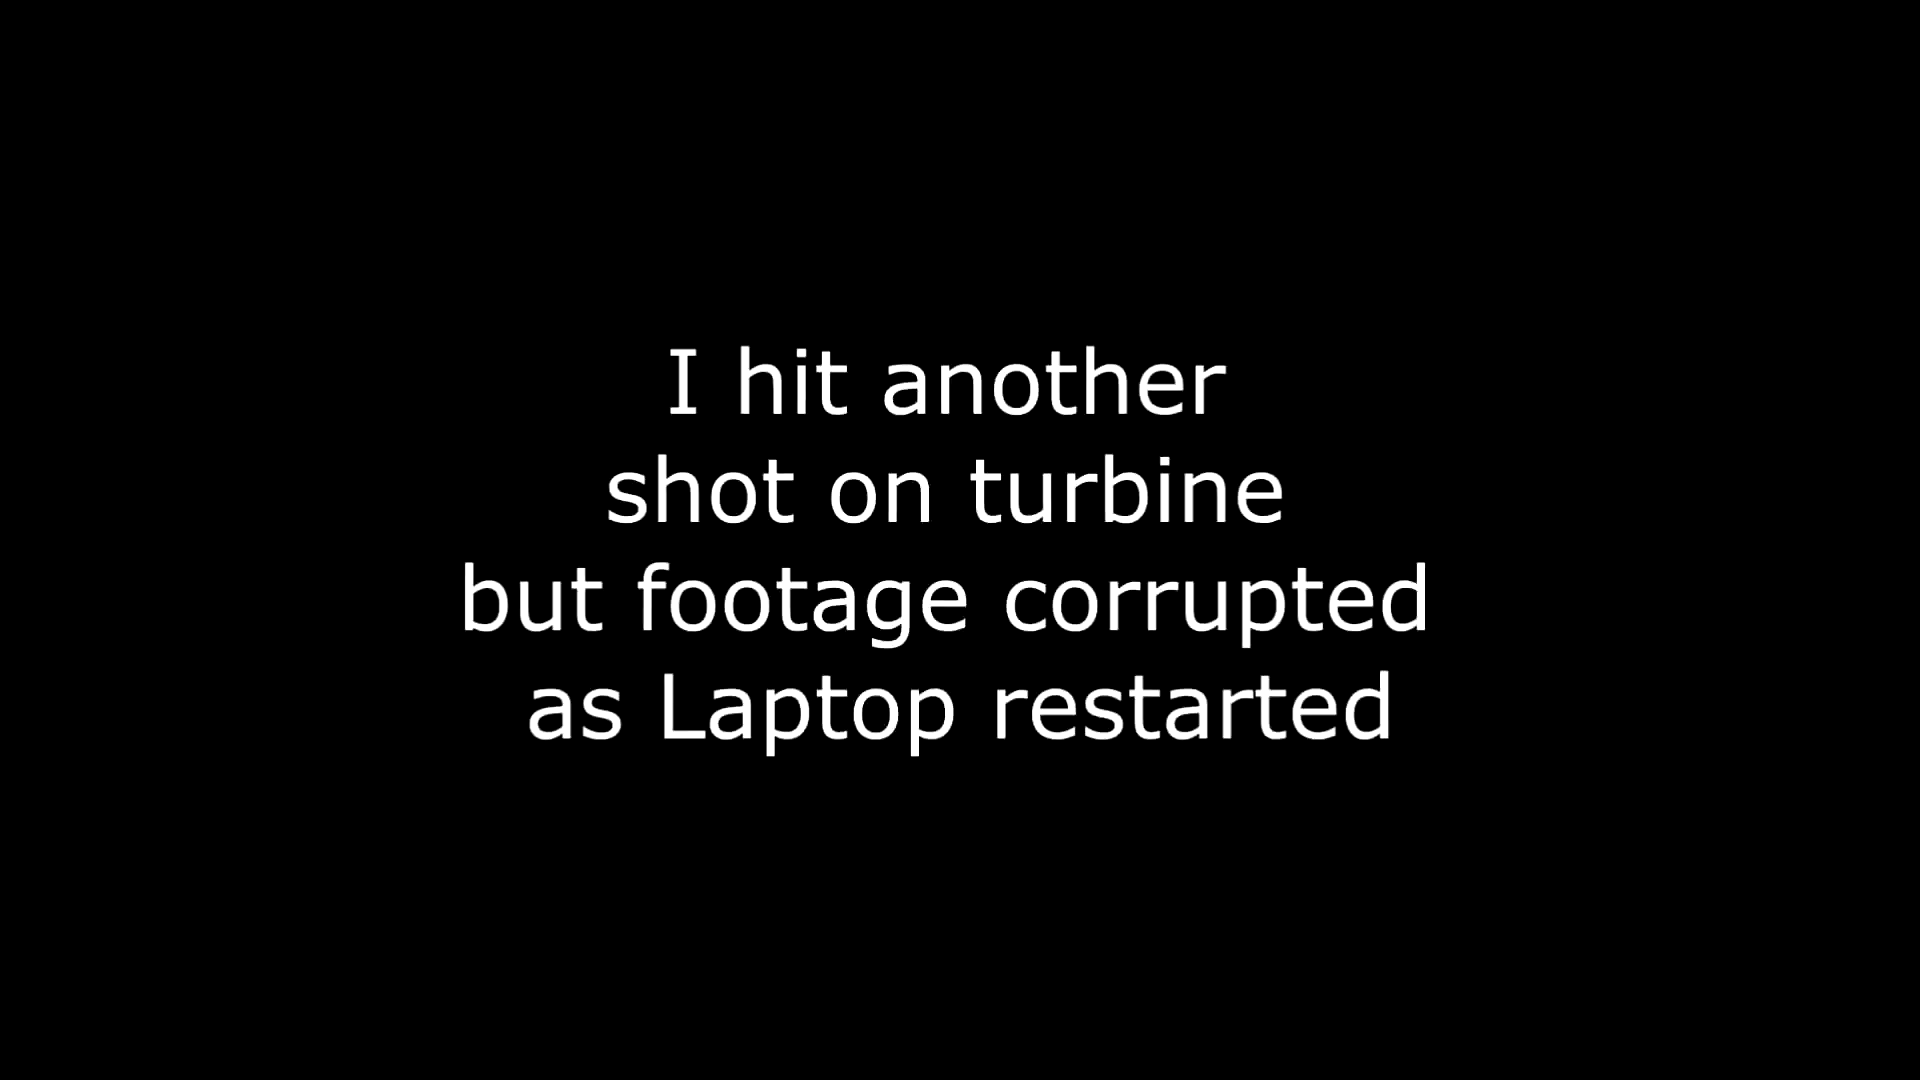 I hit another
shot on turbine
but footage corrupted
as Laptop restarted